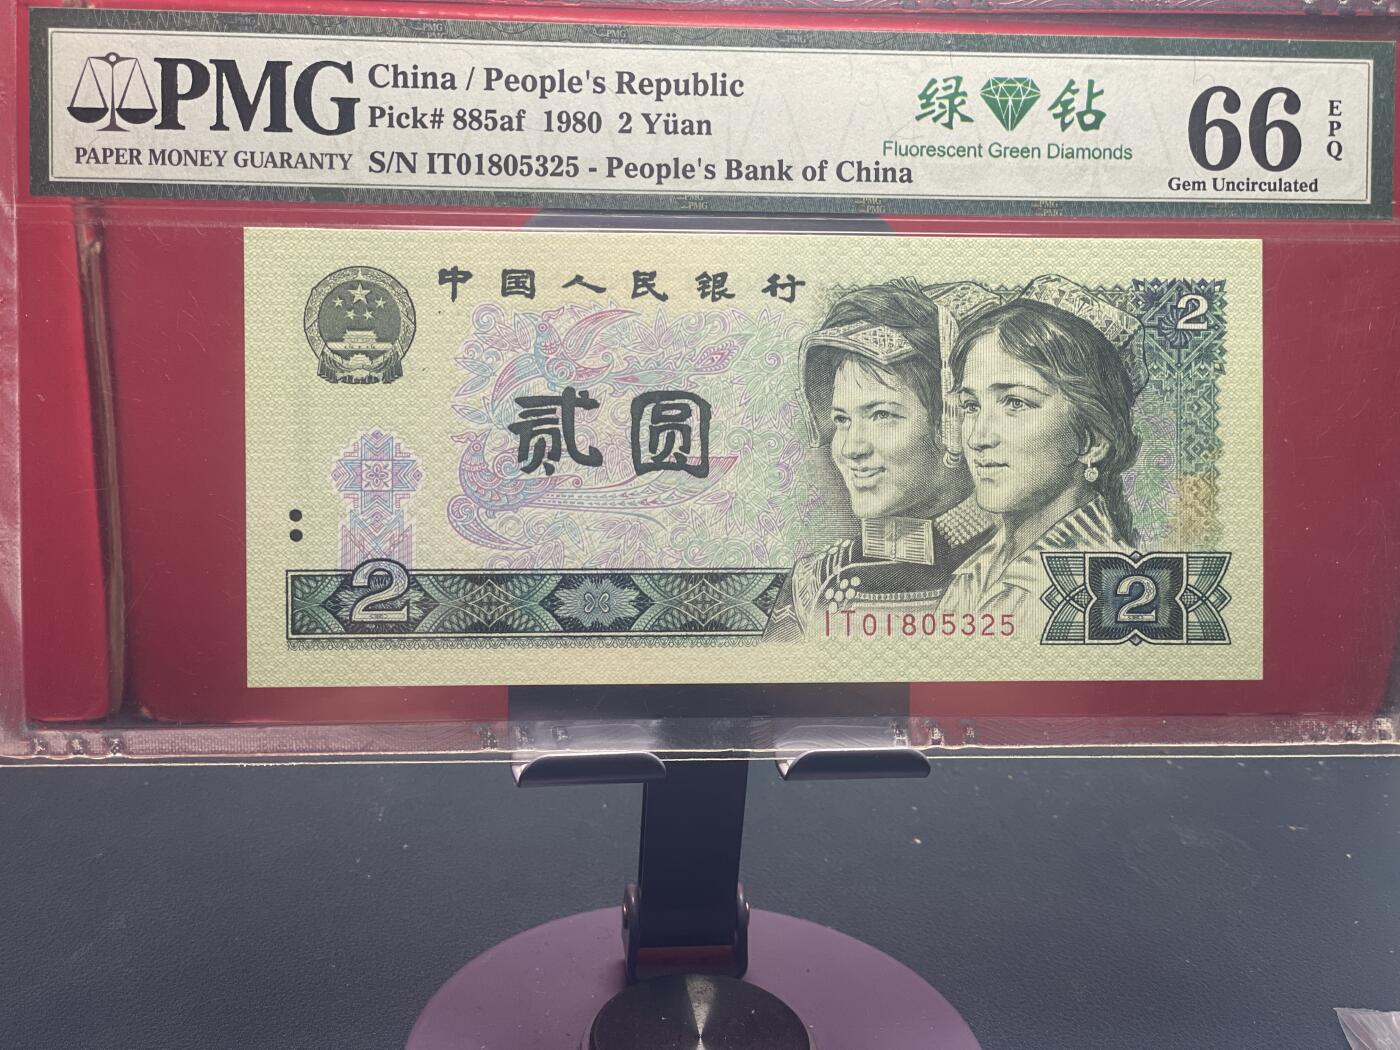 PMG
PAPER MONEY GUARANTY
China / People's Republic
Pick# 885af 1980 2 Yüan
S/N IT01805325 - People's Bank of China
绿 钻
Fluorescent Green Diamonds
66
EPQ
Gem Uncirculated
中国人民银行
2
贰圆
2
IT01805325
2